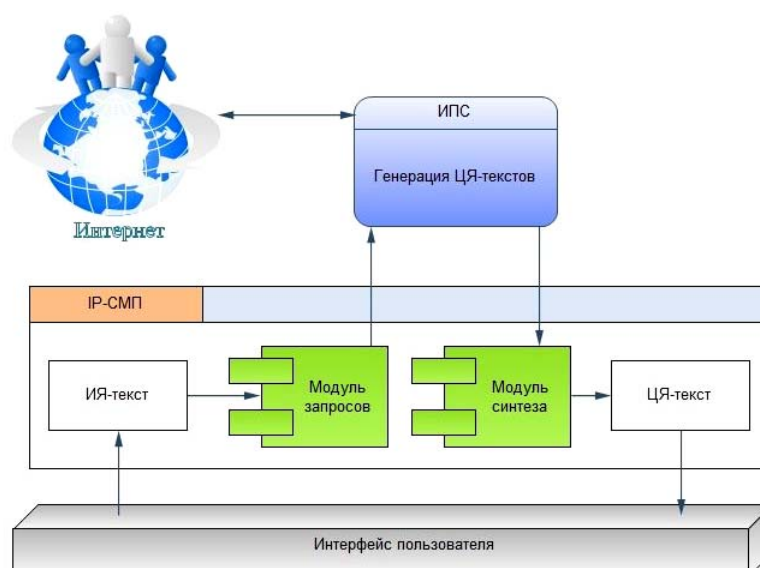 ИПС
Генерация ЦЯ-текстов
Интернет
IP-СМП
ИЯ-текст
Модуль
запросов
Модуль
синтеза
ЦЯ-текст
Интерфейс пользователя